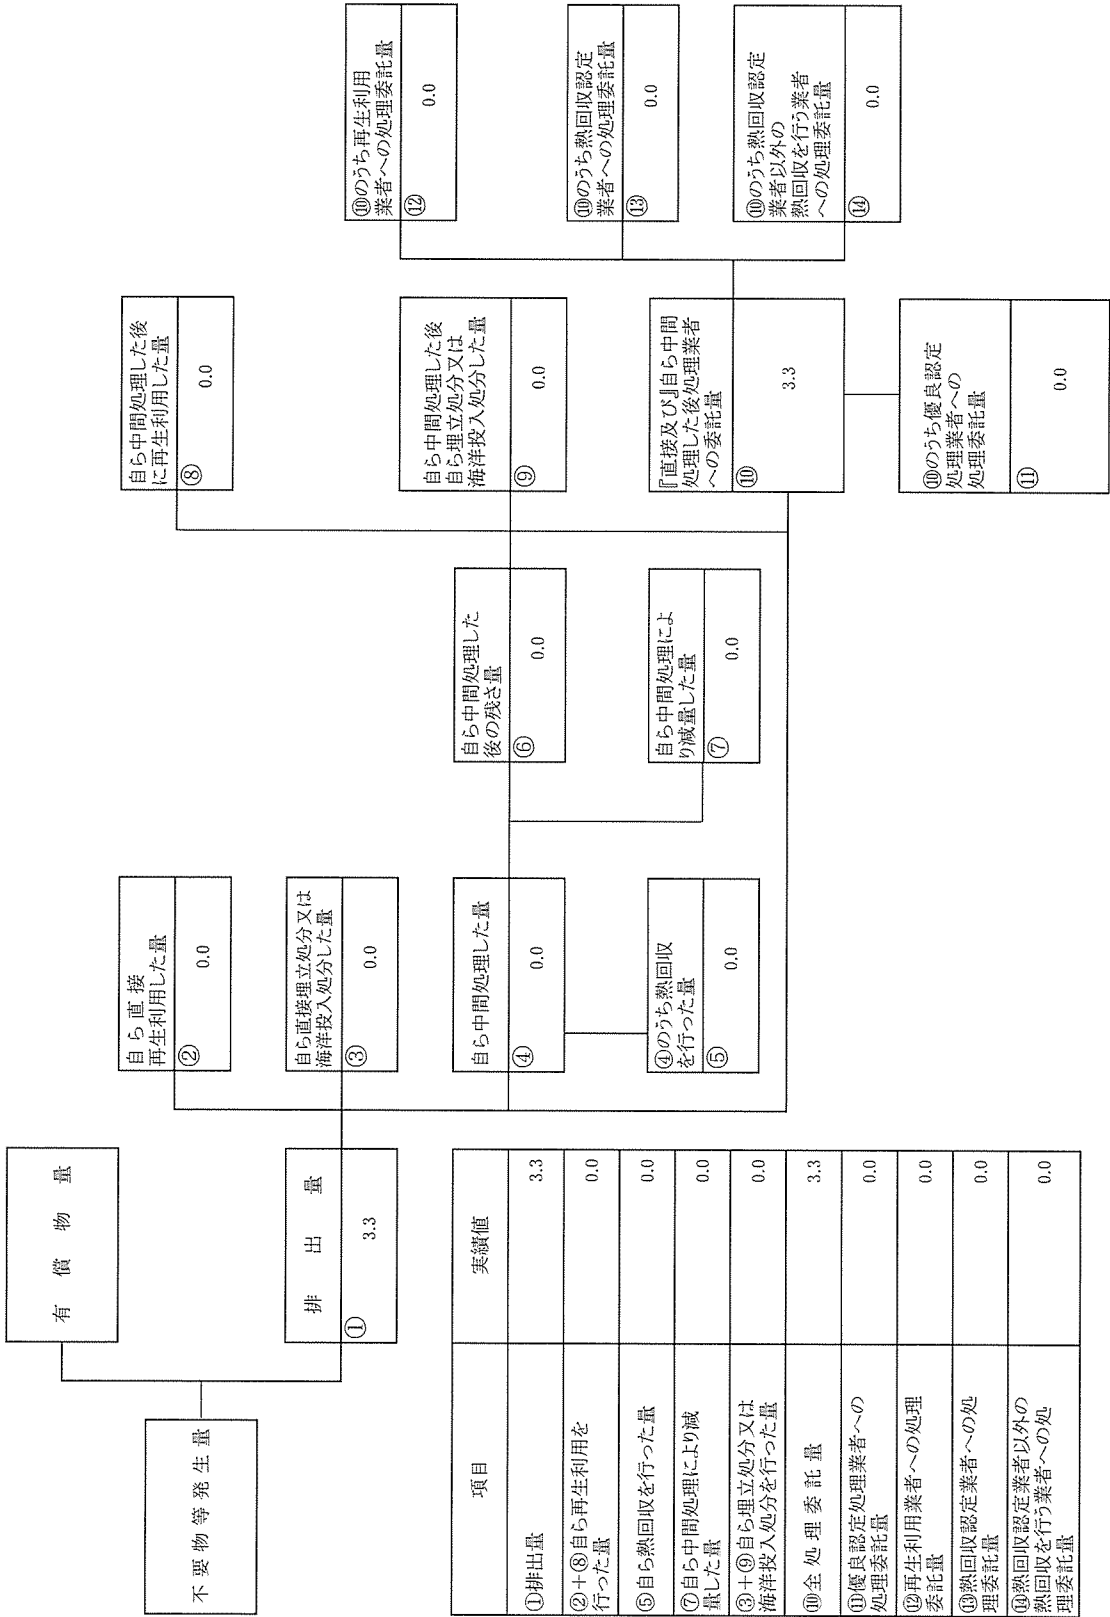 不要物等発生量
有償物量
排出量
①
3.3
自ら直接
再生利用した量
②
0.0
自ら直接埋立処分又は
海洋投入処分した量
③
0.0
自ら中間処理した量
④
0.0
④のうち熱回収
を行った量
⑤
0.0
自ら中間処理した
後の残さ量
⑥
0.0
自ら中間処理によ
り減量した量
⑦
0.0
自ら中間処理した後
に再生利用した量
⑧
0.0
自ら中間処理した後
自ら埋立処分又は
海洋投入処分した量
⑨
0.0
『直接及び』自ら中間
処理した後処理業者
への委託量
⑩
3.3
⑩のうち優良認定
処理業者への
処理委託量
⑪
0.0
⑩のうち再生利用
業者への処理委託量
⑫
0.0
⑩のうち熱回収認定
業者への処理委託量
⑬
0.0
⑩のうち熱回収認定
業者以外の
熱回収を行う業者
への処理委託量
⑭
0.0
項目 実績値
①排出量 3.3
②+⑧自ら再生利用を
行った量 0.0
⑤自ら熱回収を行った量 0.0
⑦自ら中間処理により減
量した量 0.0
③+⑨自ら埋立処分又は
海洋投入処分を行った量 0.0
⑩全処理委託量 3.3
⑪優良認定処理業者への
処理委託量 0.0
⑫再生利用業者への処理
委託量 0.0
⑬熱回収認定業者への処
理委託量 0.0
⑭熱回収認定業者以外の
熱回収を行う業者への処
理委託量 0.0